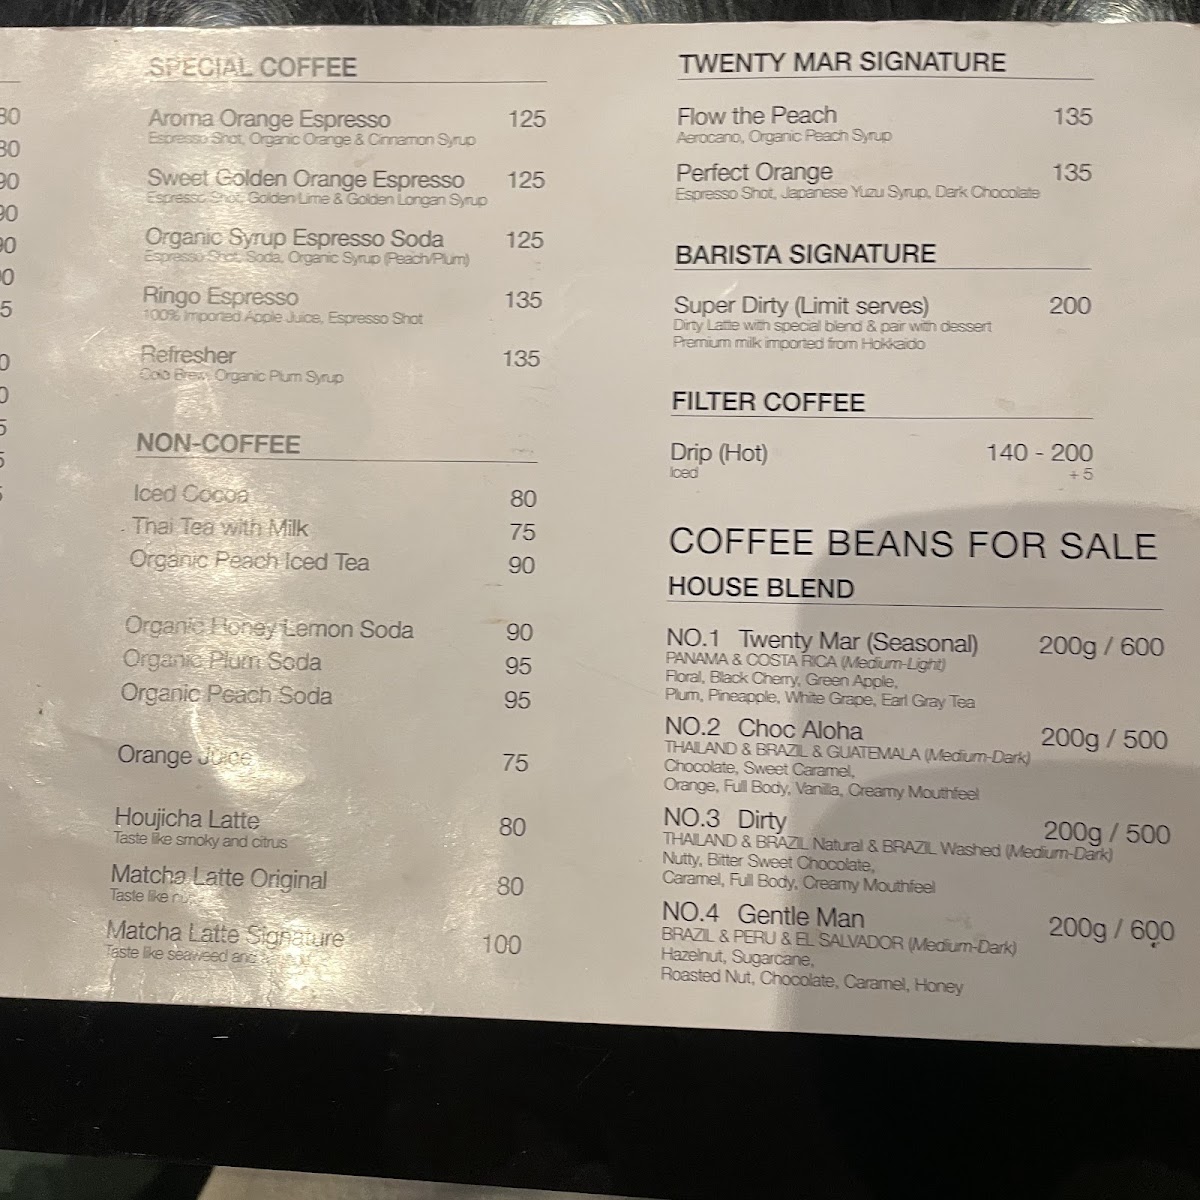 80
80
90
90
90
SPECIAL COFFEE
Aroma Orange Espresso 125
Espresso Shot, Organic Orange & Cinnamon Syrup
Sweet Golden Orange Espresso 125
Espresso Shot, Golden Lime & Golden Longan Syrup
Organic Syrup Espresso Soda 125
Espresso Shot, Soda, Organic Syrup (Peach/Plum)
Ringo Espresso 135
100% Imported Apple Juice, Espresso Shot
Refresher 135
Cold Brew, Organic Plum Syrup
NON-COFFEE
Iced Cocoa 80
Thai Tea with Milk 75
Organic Peach Iced Tea 90
Organic Honey Lemon Soda 90
Organic Plum Soda 95
Organic Peach Soda 95
Orange Juice 75
Houjicha Latte 80
Taste like smoky and citrus
Matcha Latte Original 80
Taste like
Matcha Latte Signature 100
Taste like seaweed and
TWENTY MAR SIGNATURE
Flow the Peach 135
Aerocano, Organic Peach Syrup
Perfect Orange 135
Espresso Shot, Japanese Yuzu Syrup, Dark Chocolate
BARISTA SIGNATURE
Super Dirty (Limit serves) 200
Dirty Latte with special blend & pair with dessert
Premium milk imported from Hokkaido
FILTER COFFEE
Drip (Hot) 140 - 200
Iced + 5
COFFEE BEANS FOR SALE
HOUSE BLEND
NO.1 Twenty Mar (Seasonal) 200g / 600
PANAMA & COSTA RICA (Medium-Light)
Floral, Black Cherry, Green Apple,
Plum, Pineapple, White Grape, Earl Gray Tea
NO.2 Choc Aloha 200g / 500
THAILAND & BRAZIL & GUATEMALA (Medium-Dark)
Chocolate, Sweet Caramel,
Orange, Full Body, Vanilla, Creamy Mouthfeel
NO.3 Dirty 200g / 500
THAILAND & BRAZIL Natural & BRAZIL Washed (Medium-Dark)
Nutty, Bitter Sweet Chocolate,
Caramel, Full Body, Creamy Mouthfeel
NO.4 Gentle Man 200g / 600
BRAZIL & PERU & EL SALVADOR (Medium-Dark)
Hazelnut, Sugarcane,
Roasted Nut, Chocolate, Caramel, Honey